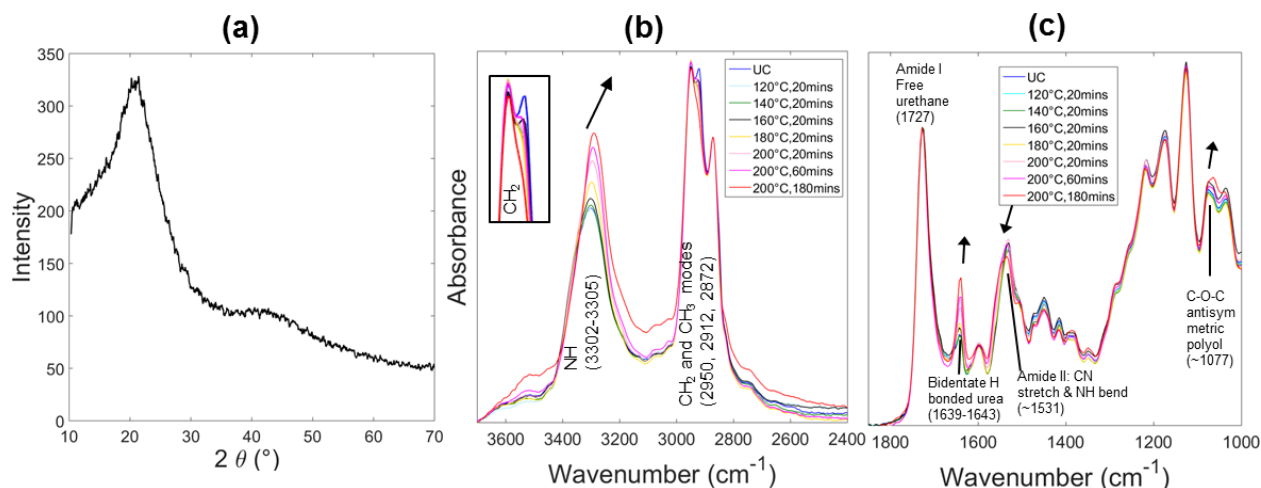 (a)
350
300
250
200
150
100
50
0
Intensity
10
20
30
40
50
60
70
2 θ (°)
(b)
CH2
UC
120°C,20mins
140°C,20mins
160°C,20mins
180°C,20mins
200°C,20mins
200°C,60mins
200°C,180mins
NH
(3302-3305)
CH2 and CH3 modes
(2950, 2912, 2872)
Absorbance
3600
3400
3200
3000
2800
2600
2400
Wavenumber (cm-1)
(c)
Amide I
Free
urethane
(1727)
UC
120°C,20mins
140°C,20mins
160°C,20mins
180°C,20mins
200°C,20mins
200°C,60mins
200°C,180mins
Bidentate H
bonded urea
(1639-1643)
Amide II: CN
stretch & NH bend
(~1531)
C-O-C
antisym
metric
polyol
(~1077)
1800
1600
1400
1200
1000
Wavenumber (cm-1)